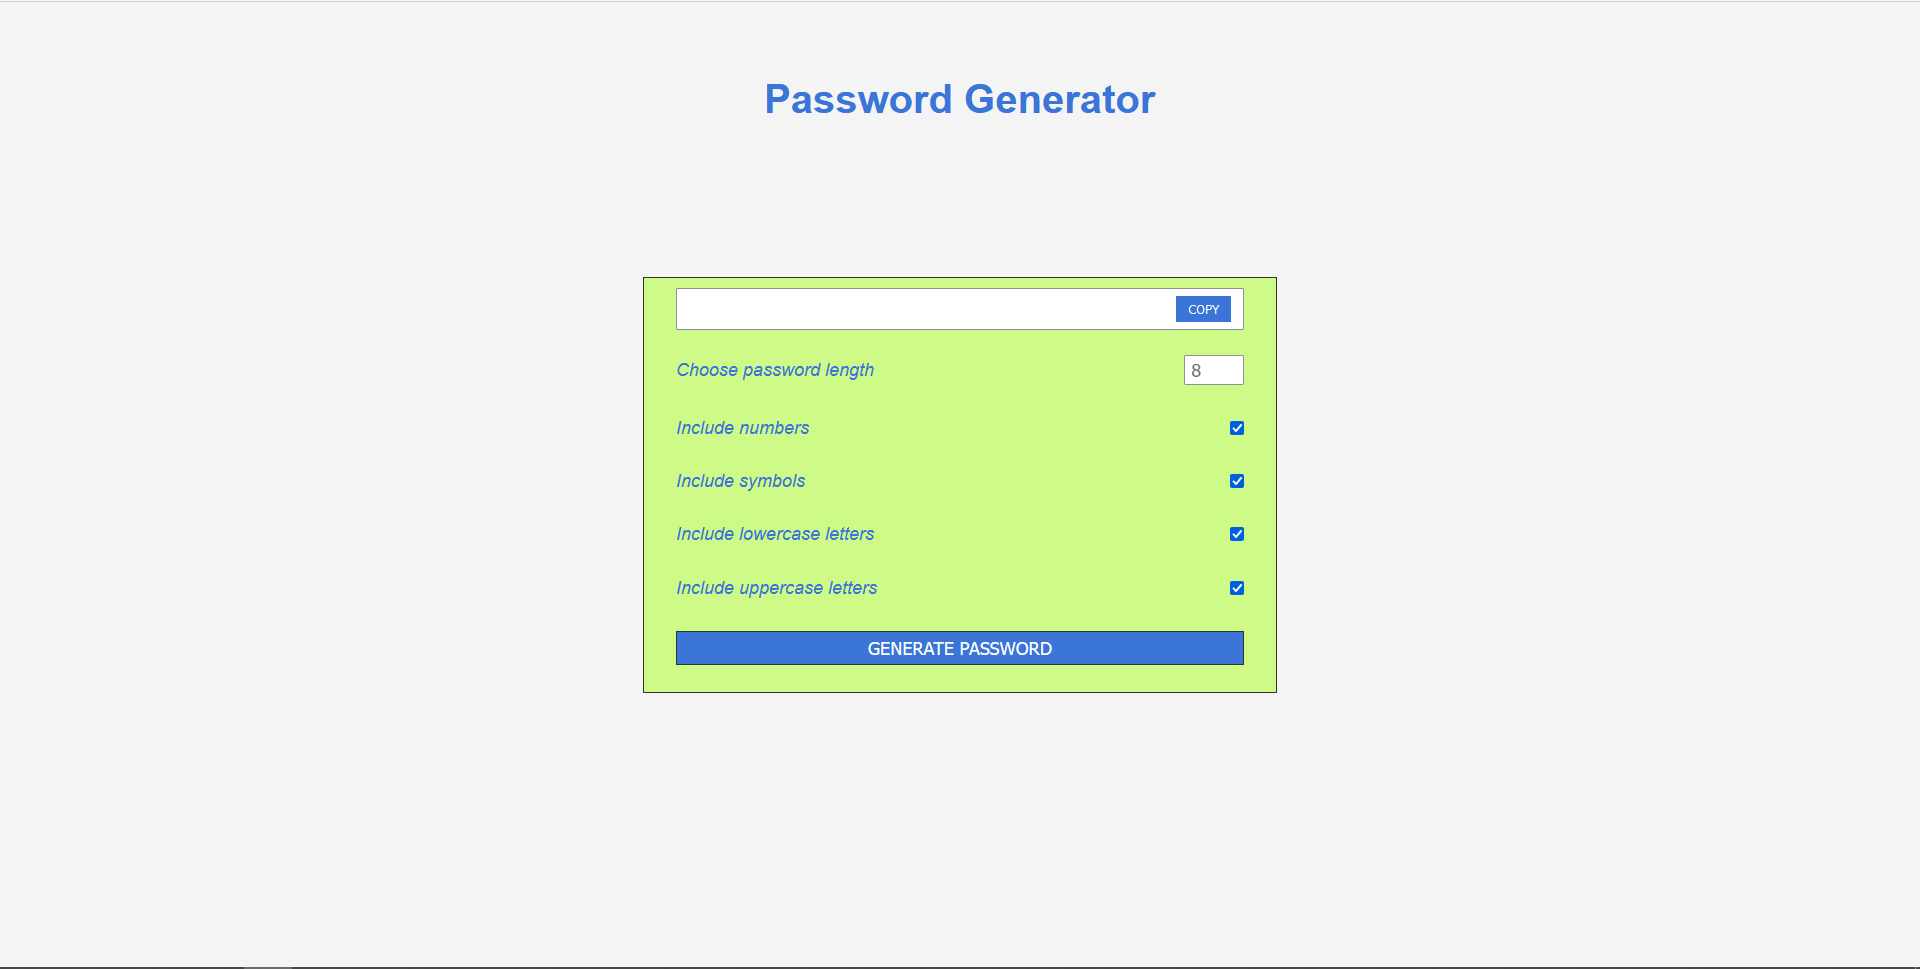 Password Generator
COPY
Choose password length
8
Include numbers
Include symbols
Include lowercase letters
Include uppercase letters
GENERATE PASSWORD